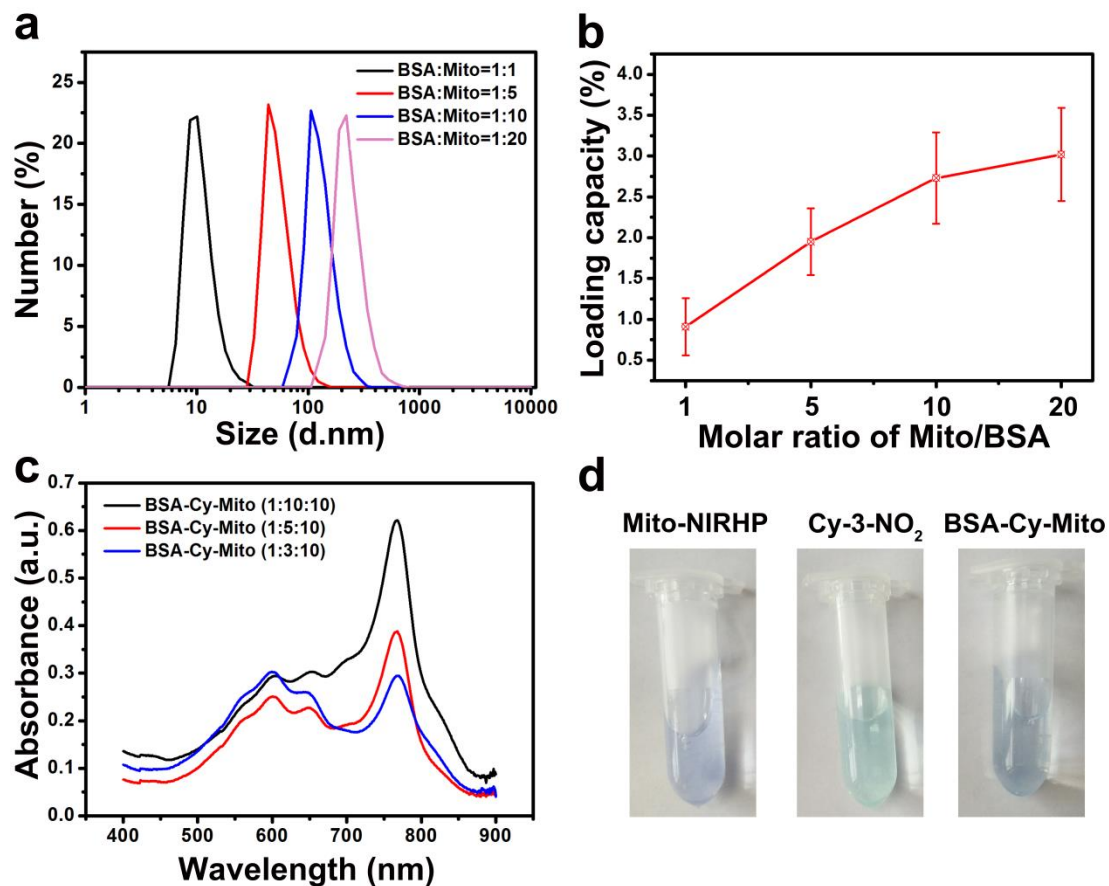 a
Number (%)
25
20
15
10
5
0
BSA:Mito=1:1
BSA:Mito=1:5
BSA:Mito=1:10
BSA:Mito=1:20
1
10
100
1000
10000
Size (d.nm)
b
Loading capacity (%)
4.0
3.5
3.0
2.5
2.0
1.5
1.0
0.5
1
5
10
20
Molar ratio of Mito/BSA
c
Absorbance (a.u.)
0.7
0.6
0.5
0.4
0.3
0.2
0.1
0.0
BSA-Cy-Mito (1:10:10)
BSA-Cy-Mito (1:5:10)
BSA-Cy-Mito (1:3:10)
400
500
600
700
800
900
Wavelength (nm)
d
Mito-NIRHP
Cy-3-NO₂
BSA-Cy-Mito